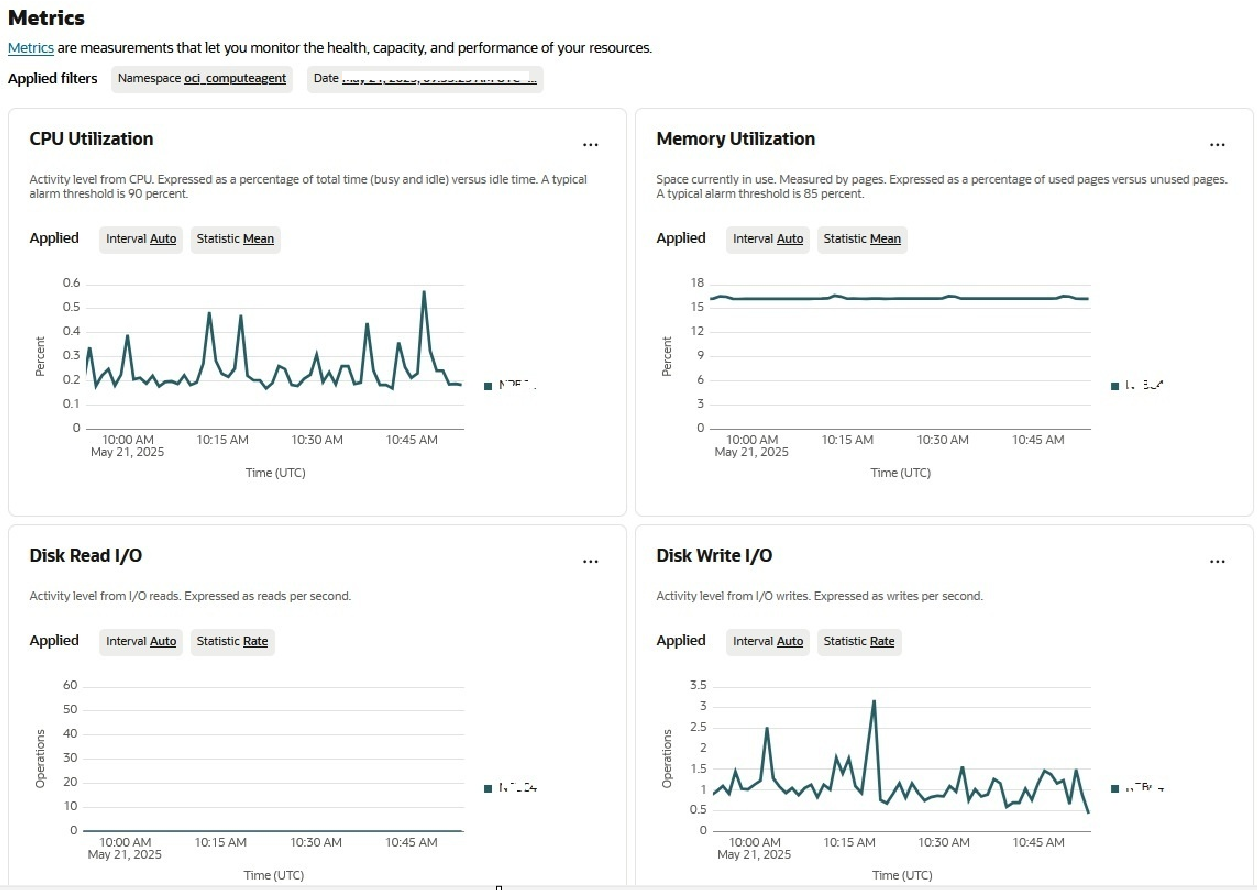 Metrics
Metrics are measurements that let you monitor the health, capacity, and performance of your resources.
Applied filters Namespace oci_computeagent Date
CPU Utilization
...
Activity level from CPU. Expressed as a percentage of total time (busy and idle) versus idle time. A typical
alarm threshold is 90 percent.
Applied Interval Auto Statistic Mean
0.6
0.5
0.4
0.3
0.2
0.1
0
Percent
10:00 AM 10:15 AM 10:30 AM 10:45 AM
May 21, 2025
Time (UTC)
Memory Utilization
...
Space currently in use. Measured by pages. Expressed as a percentage of used pages versus unused pages.
A typical alarm threshold is 85 percent.
Applied Interval Auto Statistic Mean
18
15
12
9
6
3
0
Percent
10:00 AM 10:15 AM 10:30 AM 10:45 AM
May 21, 2025
Time (UTC)
Disk Read I/O
...
Activity level from I/O reads. Expressed as reads per second.
Applied Interval Auto Statistic Rate
60
50
40
30
20
10
0
Operations
10:00 AM 10:15 AM 10:30 AM 10:45 AM
May 21, 2025
Time (UTC)
Disk Write I/O
...
Activity level from I/O writes. Expressed as writes per second.
Applied Interval Auto Statistic Rate
3.5
3
2.5
2
1.5
1
0.5
0
Operations
10:00 AM 10:15 AM 10:30 AM 10:45 AM
May 21, 2025
Time (UTC)